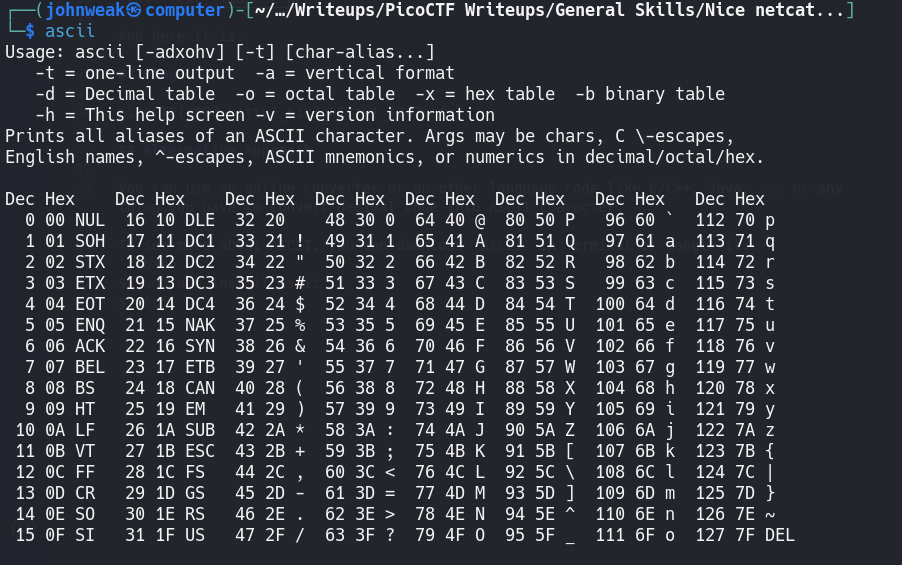 ┌──(johnweak㉿computer)-[~/…/Writeups/PicoCTF Writeups/General Skills/Nice netcat...]
└─$ ascii
Usage: ascii [-adxohv] [-t] [char-alias...]
   -t = one-line output  -a = vertical format
   -d = Decimal table  -o = octal table  -x = hex table  -b binary table
   -h = This help screen -v = version information
Prints all aliases of an ASCII character. Args may be chars, C \-escapes,
English names, ^-escapes, ASCII mnemonics, or numerics in decimal/octal/hex.

Dec Hex    Dec Hex    Dec Hex  Dec Hex  Dec Hex  Dec Hex   Dec Hex   Dec Hex
  0 00 NUL  16 10 DLE  32 20    48 30 0  64 40 @  80 50 P   96 60 `  112 70 p
  1 01 SOH  17 11 DC1  33 21 !  49 31 1  65 41 A  81 51 Q   97 61 a  113 71 q
  2 02 STX  18 12 DC2  34 22 "  50 32 2  66 42 B  82 52 R   98 62 b  114 72 r
  3 03 ETX  19 13 DC3  35 23 #  51 33 3  67 43 C  83 53 S   99 63 c  115 73 s
  4 04 EOT  20 14 DC4  36 24 $  52 34 4  68 44 D  84 54 T  100 64 d  116 74 t
  5 05 ENQ  21 15 NAK  37 25 %  53 35 5  69 45 E  85 55 U  101 65 e  117 75 u
  6 06 ACK  22 16 SYN  38 26 &  54 36 6  70 46 F  86 56 V  102 66 f  118 76 v
  7 07 BEL  23 17 ETB  39 27 '  55 37 7  71 47 G  87 57 W  103 67 g  119 77 w
  8 08 BS   24 18 CAN  40 28 (  56 38 8  72 48 H  88 58 X  104 68 h  120 78 x
  9 09 HT   25 19 EM   41 29 )  57 39 9  73 49 I  89 59 Y  105 69 i  121 79 y
 10 0A LF   26 1A SUB  42 2A *  58 3A :  74 4A J  90 5A Z  106 6A j  122 7A z
 11 0B VT   27 1B ESC  43 2B +  59 3B ;  75 4B K  91 5B [  107 6B k  123 7B {
 12 0C FF   28 1C FS   44 2C ,  60 3C <  76 4C L  92 5C \  108 6C l  124 7C |
 13 0D CR   29 1D GS   45 2D -  61 3D =  77 4D M  93 5D ]  109 6D m  125 7D }
 14 0E SO   30 1E RS   46 2E .  62 3E >  78 4E N  94 5E ^  110 6E n  126 7E ~
 15 0F SI   31 1F US   47 2F /  63 3F ?  79 4F O  95 5F _  111 6F o  127 7F DEL